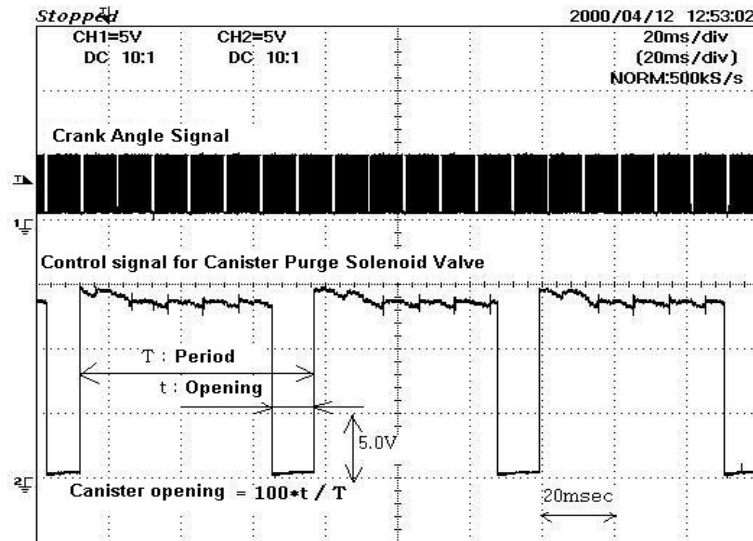 Stopped 2000/04/12 12:53:02
CH1=5V CH2=5V 20ms/div
DC 10:1 DC 10:1 (20ms/div)
NORM:500kS/s
Crank Angle Signal
T
1
Control signal for Canister Purge Solenoid Valve
T : Period
t : Opening
5.0V
2
Canister opening = 100*t / T
20msec